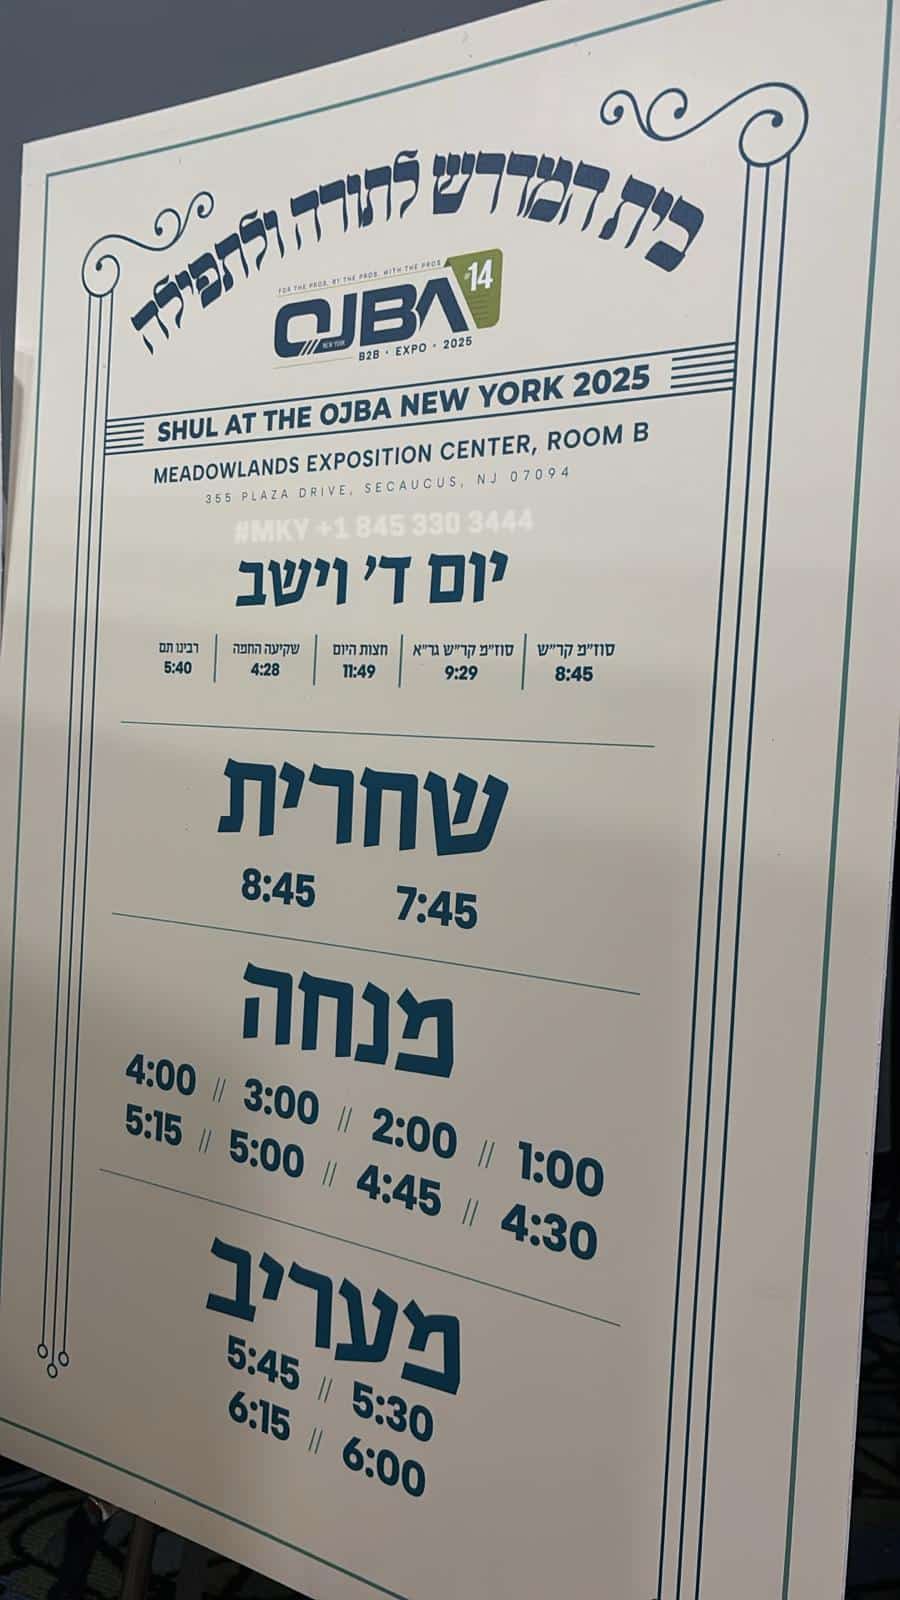 בית המדרש לתורה ולתפילה
FOR THE PROS, BY THE PROS, WITH THE PROS
#14
OJBA
NEW YORK
B2B · EXPO · 2025
SHUL AT THE OJBA NEW YORK 2025
MEADOWLANDS EXPOSITION CENTER, ROOM B
355 PLAZA DRIVE, SECAUCUS, NJ 07094
#MKY +1 845 330 3444
יום ד' וישב
סוז"מ קר"ש סוז"מ קר"ש גר"א חצות היום שקיעה החמה רבינו תם
8:45 9:29 11:49 4:28 5:40
שחרית
7:45 8:45
מנחה
1:00 // 2:00 // 3:00 // 4:00
4:30 // 4:45 // 5:00 // 5:15
מעריב
5:30 // 5:45
6:00 // 6:15